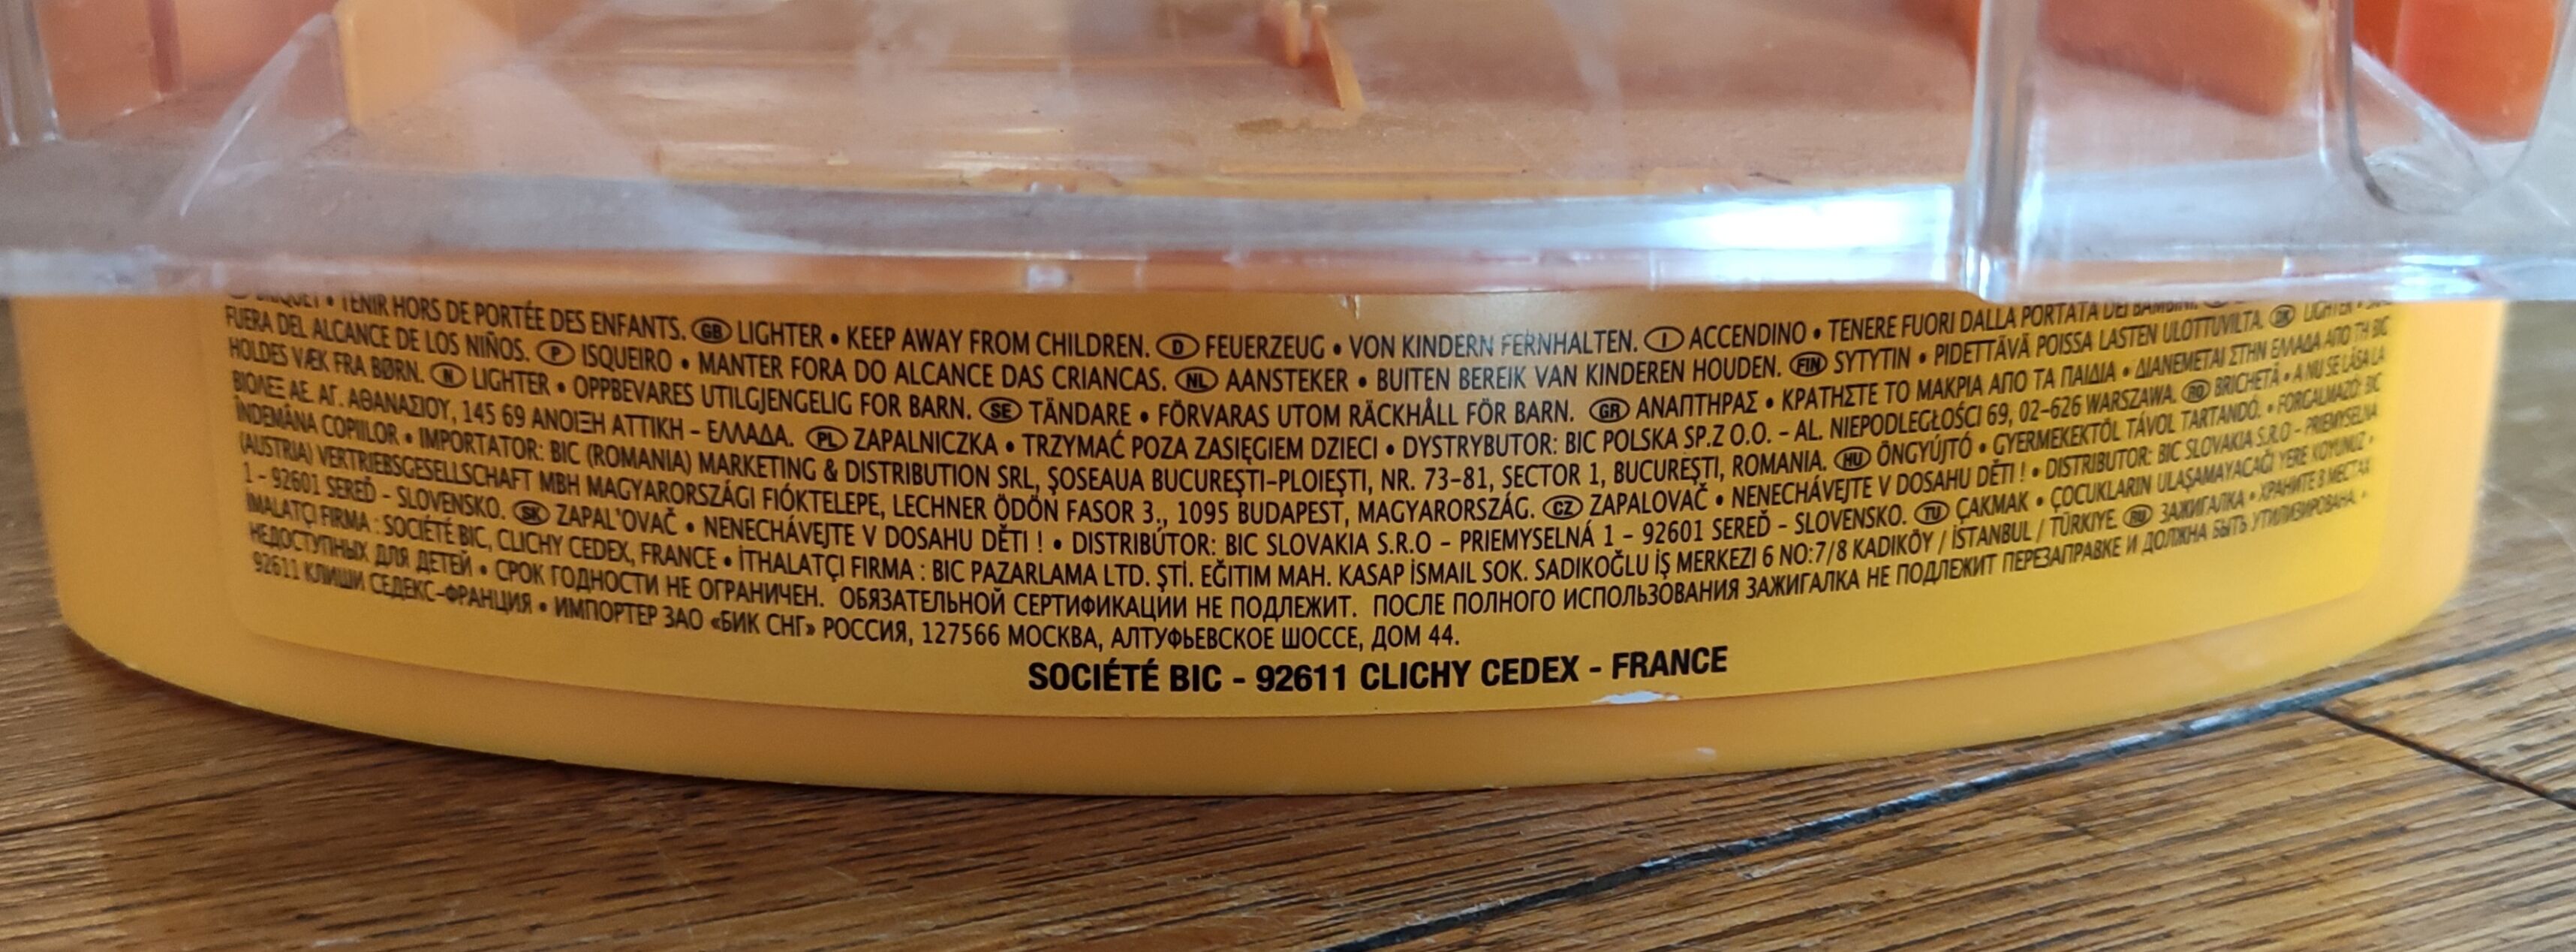 BRIQUET • TENIR HORS DE PORTÉE DES ENFANTS. GB LIGHTER • KEEP AWAY FROM CHILDREN. D FEUERZEUG • VON KINDERN FERNHALTEN. I ACCENDINO • TENERE FUORI DALLA PORTATA DEI BAMBINI.
FUERA DEL ALCANCE DE LOS NIÑOS. P ISQUEIRO • MANTER FORA DO ALCANCE DAS CRIANCAS. NL AANSTEKER • BUITEN BEREIK VAN KINDEREN HOUDEN. FIN SYTYTIN • PIDETTÄVÄ POISSA LASTEN ULOTTUVILTA. DK LIGHTER •
HOLDES VÆK FRA BØRN. N LIGHTER • OPPBEVARES UTILGJENGELIG FOR BARN. SE TÄNDARE • FÖRVARAS UTOM RÄCKHÅLL FÖR BARN. GR ΑΝΑΠΤΗΡΑΣ • ΚΡΑΤΗΣΤΕ ΤΟ ΜΑΚΡΙΑ ΑΠΟ ΤΑ ΠΑΙΔΙΑ • ΔΙΑΝΕΜΕΤΑΙ ΣΤΗΝ ΕΛΛΑΔΑ ΑΠΟ ΤΗ BIC
ΒΙΟΛΕΞ ΑΕ. ΑΓ. ΑΘΑΝΑΣΙΟΥ, 145 69 ΑΝΟΙΞΗ ΑΤΤΙΚΗ - ΕΛΛΑΔΑ. PL ZAPALNICZKA • TRZYMAĆ POZA ZASIĘGIEM DZIECI • DYSTRYBUTOR: BIC POLSKA SP.Z O.O. - AL. NIEPODLEGŁOŚCI 69, 02-626 WARSZAWA. RO BRICHETĂ • A NU SE LĂSA LA
ÎNDEMÂNA COPIILOR • IMPORTATOR: BIC (ROMANIA) MARKETING & DISTRIBUTION SRL, ŞOSEAUA BUCUREŞTI-PLOIEŞTI, NR. 73-81, SECTOR 1, BUCUREŞTI, ROMANIA. HU ÖNGYÚJTÓ • GYERMEKEKTŐL TÁVOL TARTANDÓ. • FORGALMAZÓ: BIC
(AUSTRIA) VERTRIEBSGESELLSCHAFT MBH MAGYARORSZÁGI FIÓKTELEPE, LECHNER ÖDÖN FASOR 3., 1095 BUDAPEST, MAGYARORSZÁG. CZ ZAPALOVAČ • NENECHÁVEJTE V DOSAHU DĚTI ! • DISTRIBUTOR: BIC SLOVAKIA S.R.O - PRIEMYSELNA
1 - 92601 SEREĎ - SLOVENSKO. SK ZAPAL'OVAČ • NENECHÁVEJTE V DOSAHU DĚTI ! • DISTRIBÚTOR: BIC SLOVAKIA S.R.O - PRIEMYSELNÁ 1 - 92601 SEREĎ - SLOVENSKO. TU ÇAKMAK • ÇOCUKLARIN ULAŞAMAYACAĞI YERE KOYUNUZ •
İMALATÇI FIRMA : SOCIÉTÉ BIC, CLICHY CEDEX, FRANCE • İTHALATÇI FIRMA : BIC PAZARLAMA LTD. ŞTİ. EĞITIM MAH. KASAP İSMAIL SOK. SADIKOĞLU İŞ MERKEZI 6 NO:7/8 KADIKÖY / İSTANBUL / TÜRKIYE. RU ЗАЖИГАЛКА • ХРАНИТЕ В МЕСТАХ
НЕДОСТУПНЫХ ДЛЯ ДЕТЕЙ • СРОК ГОДНОСТИ НЕ ОГРАНИЧЕН. ОБЯЗАТЕЛЬНОЙ СЕРТИФИКАЦИИ НЕ ПОДЛЕЖИТ. ПОСЛЕ ПОЛНОГО ИСПОЛЬЗОВАНИЯ ЗАЖИГАЛКА НЕ ПОДЛЕЖИТ ПЕРЕЗАПРАВКЕ И ДОЛЖНА БЫТЬ УТИЛИЗИРОВАНА. •
92611 КЛИШИ СЕДЕКС-ФРАНЦИЯ • ИМПОРТЕР ЗАО «БИК СНГ» РОССИЯ, 127566 МОСКВА, АЛТУФЬЕВСКОЕ ШОССЕ, ДОМ 44.
SOCIÉTÉ BIC - 92611 CLICHY CEDEX - FRANCE